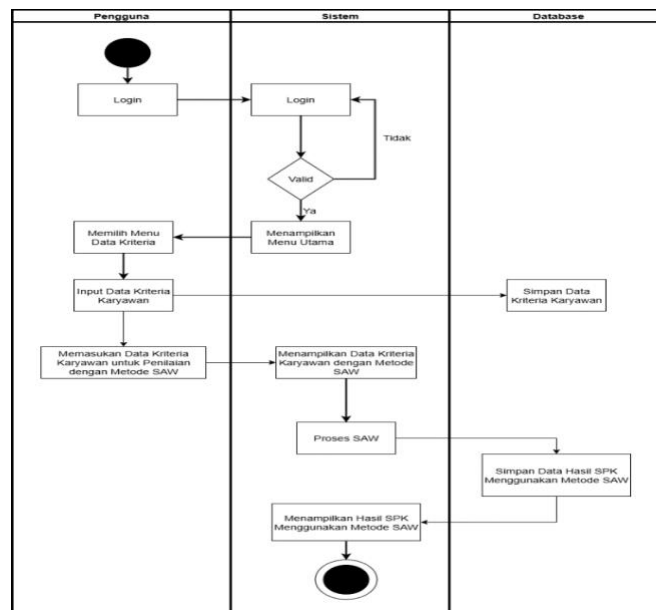 Pengguna
Sistem
Database
Login
Login
Tidak
Valid
Ya
Memilih Menu
Data Kriteria
Menampilkan
Menu Utama
Input Data Kriteria
Karyawan
Simpan Data
Kriteria Karyawan
Memasukan Data Kriteria
Karyawan untuk Penilaian
dengan Metode SAW
Menampilkan Data Kriteria
Karyawan dengan Metode
SAW
Proses SAW
Simpan Data Hasil SPK
Menggunakan Metode SAW
Menampilkan Hasil SPK
Menggunakan Metode SAW